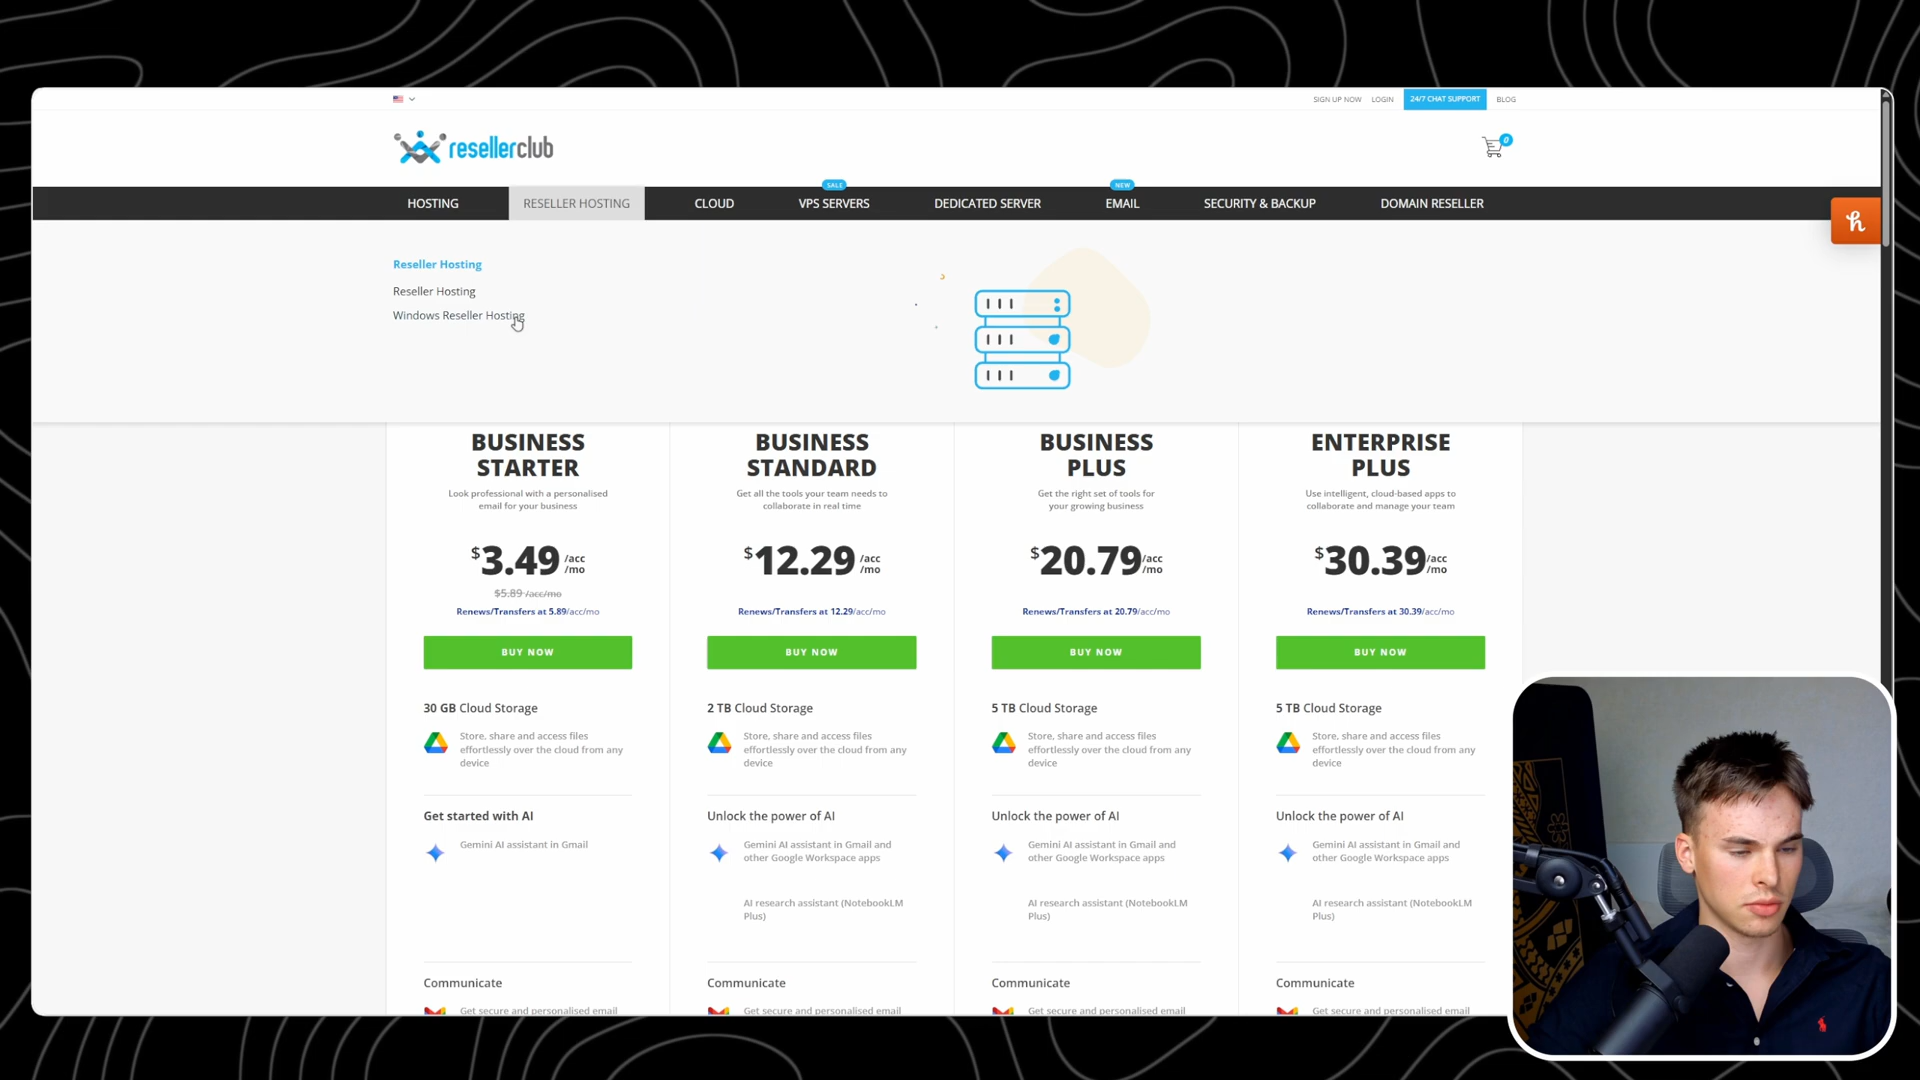 SIGN UP NOW LOGIN 24/7 CHAT SUPPORT BLOG
resellerclub
0
SALE NEW
HOSTING RESELLER HOSTING CLOUD VPS SERVERS DEDICATED SERVER EMAIL SECURITY & BACKUP DOMAIN RESELLER
h
Reseller Hosting
Reseller Hosting
Windows Reseller Hosting
BUSINESS
STARTER
Look professional with a personalised
email for your business
$3.49 /acc
/mo
$5.89 /acc/mo
Renews/Transfers at 5.89/acc/mo
BUY NOW
30 GB Cloud Storage
Store, share and access files
effortlessly over the cloud from any
device
Get started with AI
Gemini AI assistant in Gmail
Communicate
Get secure and personalised email
BUSINESS
STANDARD
Get all the tools your team needs to
collaborate in real time
$12.29 /acc
/mo
Renews/Transfers at 12.29/acc/mo
BUY NOW
2 TB Cloud Storage
Store, share and access files
effortlessly over the cloud from any
device
Unlock the power of AI
Gemini AI assistant in Gmail and
other Google Workspace apps
AI research assistant (NotebookLM
Plus)
Communicate
Get secure and personalised email
BUSINESS
PLUS
Get the right set of tools for
your growing business
$20.79 /acc
/mo
Renews/Transfers at 20.79/acc/mo
BUY NOW
5 TB Cloud Storage
Store, share and access files
effortlessly over the cloud from any
device
Unlock the power of AI
Gemini AI assistant in Gmail and
other Google Workspace apps
AI research assistant (NotebookLM
Plus)
Communicate
Get secure and personalised email
ENTERPRISE
PLUS
Use intelligent, cloud-based apps to
collaborate and manage your team
$30.39 /acc
/mo
Renews/Transfers at 30.39/acc/mo
BUY NOW
5 TB Cloud Storage
Store, share and access files
effortlessly over the cloud from any
device
Unlock the power of AI
Gemini AI assistant in Gmail and
other Google Workspace apps
AI research assistant (NotebookLM
Plus)
Communicate
Get secure and personalised email